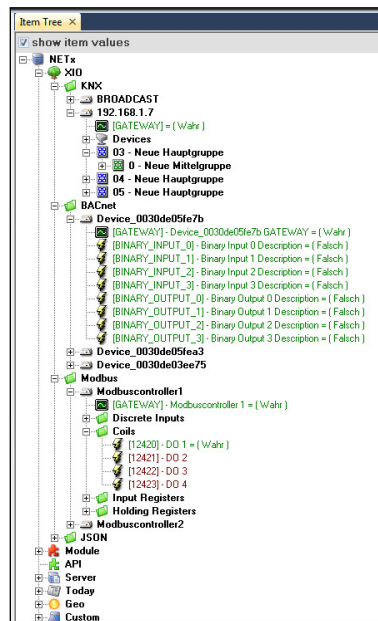 Item Tree
show item values
NETx
XIO
KNX
BROADCAST
192.168.1.7
[GATEWAY] = ( Wahr )
Devices
03 - Neue Hauptgruppe
0 - Neue Mittelgruppe
04 - Neue Hauptgruppe
05 - Neue Hauptgruppe
BACnet
Device_0030de05fe7b
[GATEWAY] - Device_0030de05fe7b GATEWAY = ( Wahr )
[BINARY_INPUT_0] - Binary Input 0 Description = ( Falsch )
[BINARY_INPUT_1] - Binary Input 1 Description = ( Falsch )
[BINARY_INPUT_2] - Binary Input 2 Description = ( Falsch )
[BINARY_INPUT_3] - Binary Input 3 Description = ( Falsch )
[BINARY_OUTPUT_0] - Binary Output 0 Description = ( Falsch )
[BINARY_OUTPUT_1] - Binary Output 1 Description = ( Falsch )
[BINARY_OUTPUT_2] - Binary Output 2 Description = ( Falsch )
[BINARY_OUTPUT_3] - Binary Output 3 Description = ( Falsch )
Device_0030de05fea3
Device_0030de03ee75
Modbus
Modbuscontroller1
[GATEWAY] - Modbuscontroller 1 = ( Wahr )
Discrete Inputs
Coils
[12420] - DO 1 = ( Wahr )
[12421] - DO 2
[12422] - DO 3
[12423] - DO 4
Input Registers
Holding Registers
Modbuscontroller2
JSON
Module
API
Server
Today
Geo
Custom